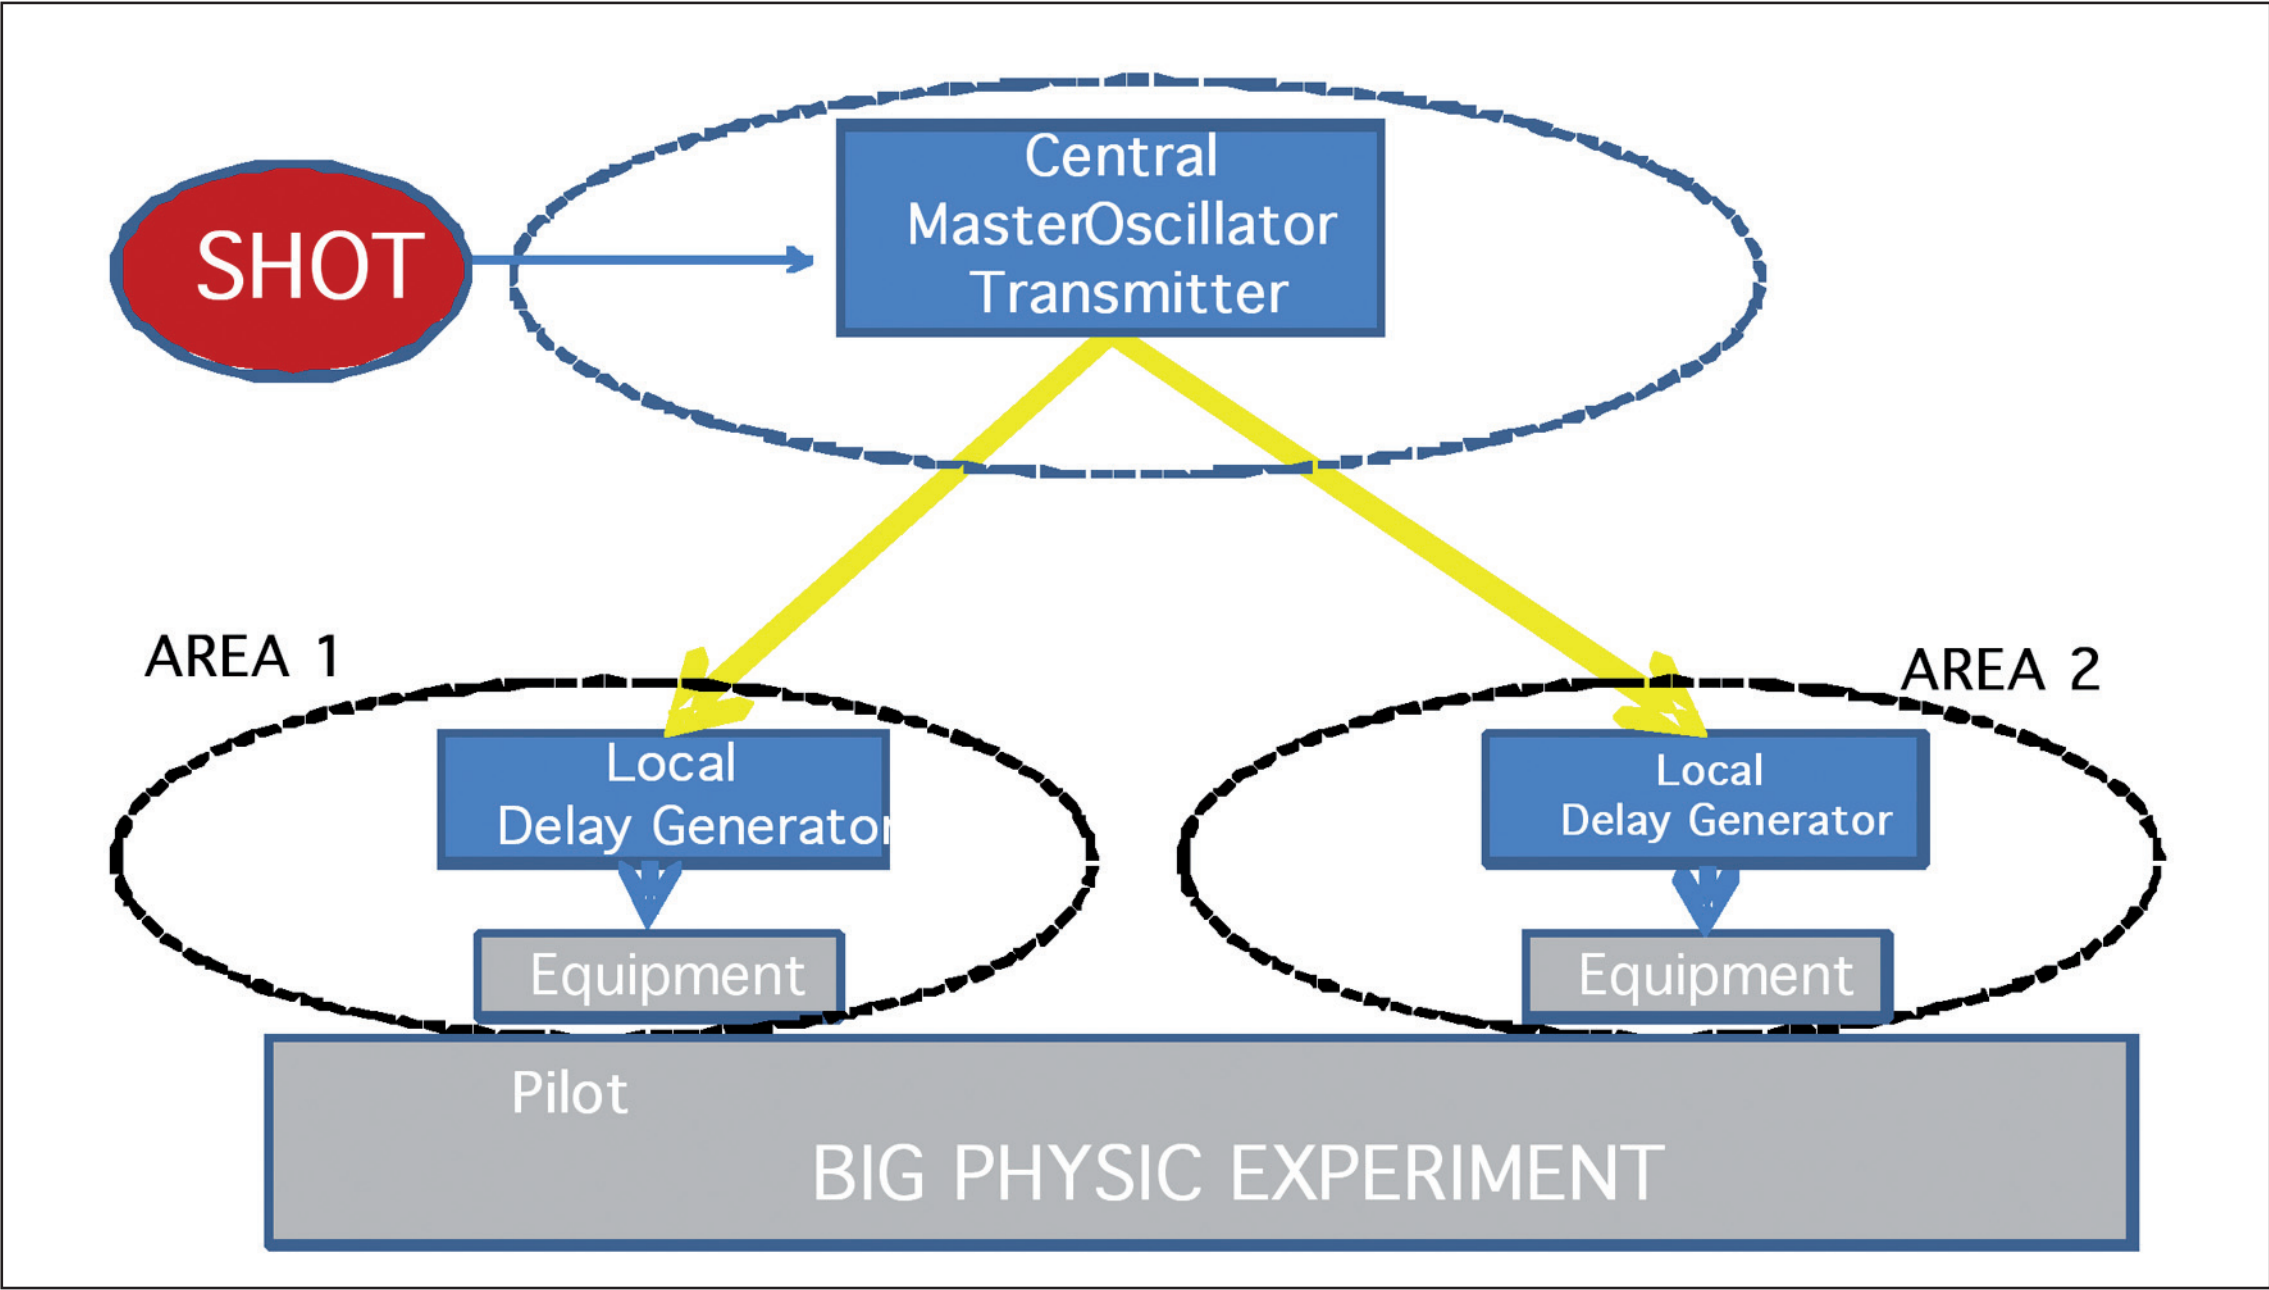 Central
MasterOscillator
Transmitter
SHOT
AREA 1
AREA 2
Local
Delay Generator
Local
Delay Generator
Equipment
Equipment
Pilot
BIG PHYSIC EXPERIMENT